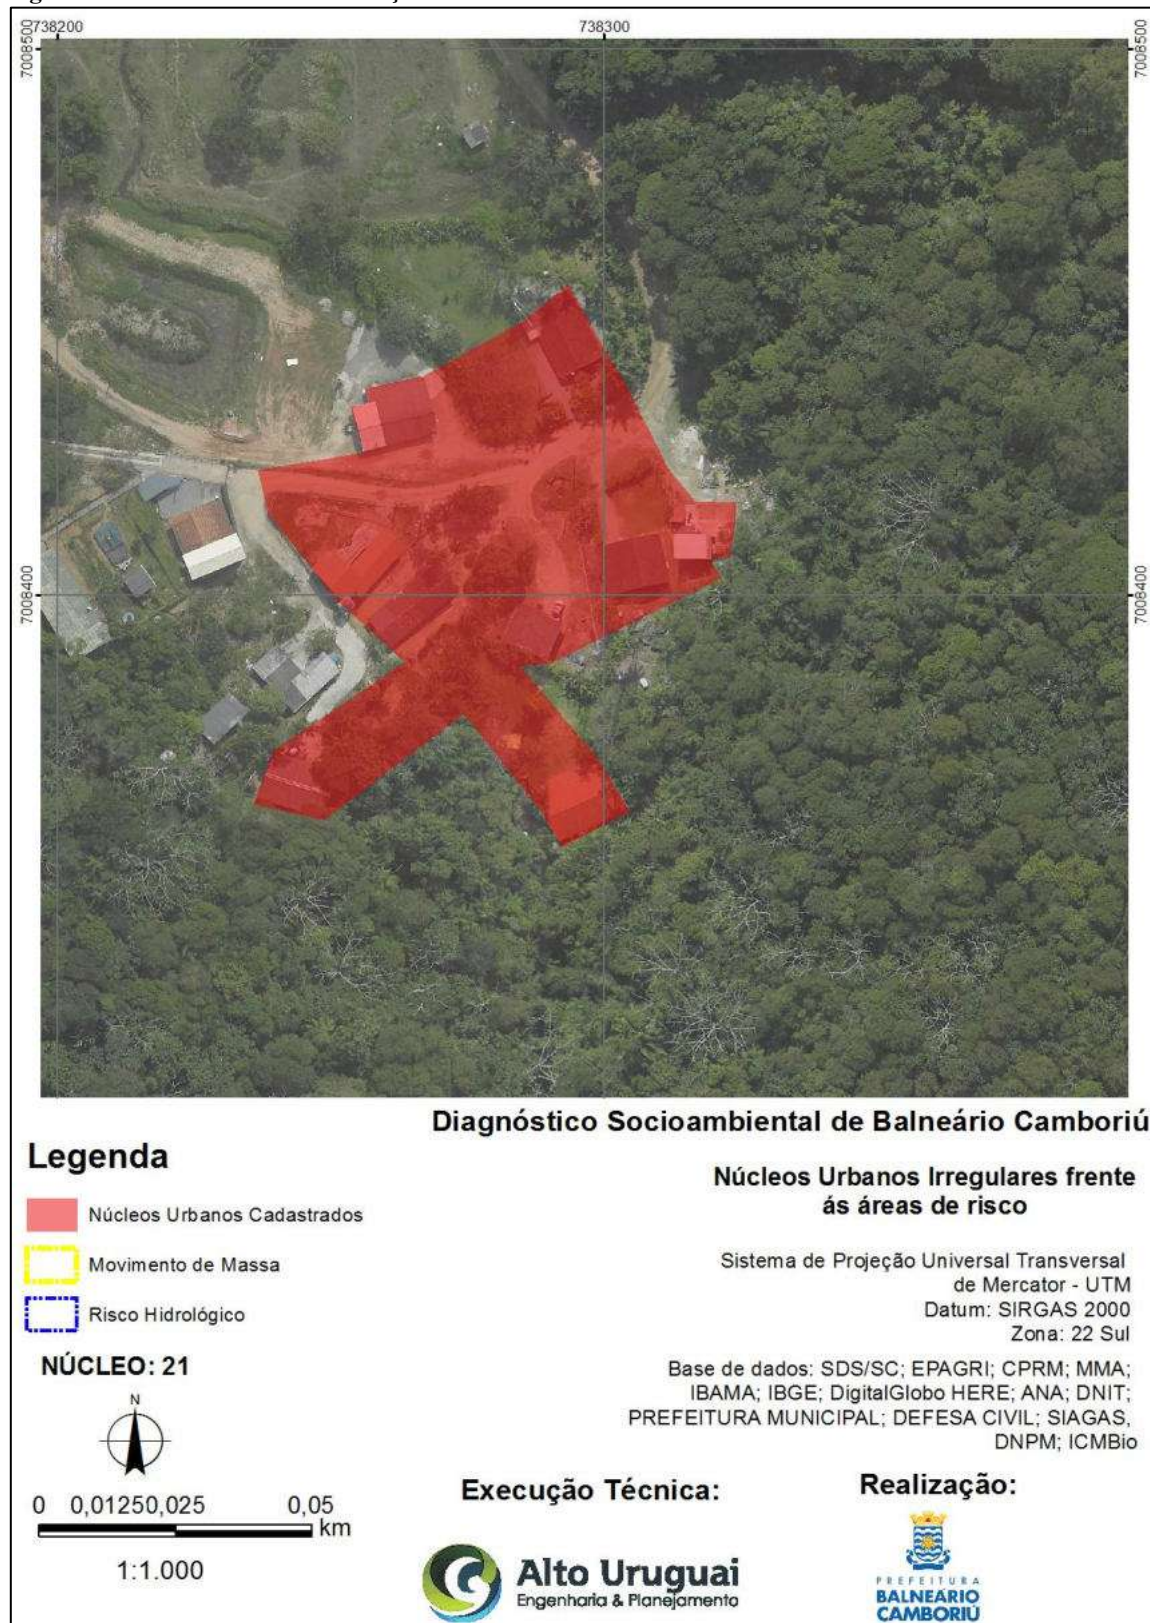 738200
738300
7008500
7008500
7008400
7008400
Diagnóstico Socioambiental de Balneário Camboriú
Legenda
Núcleos Urbanos Cadastrados
Movimento de Massa
Risco Hidrológico
NÚCLEO: 21
N
0 0,01250,025 0,05
km
1:1.000
Núcleos Urbanos Irregulares frente
ás áreas de risco
Sistema de Projeção Universal Transversal
de Mercator - UTM
Datum: SIRGAS 2000
Zona: 22 Sul
Base de dados: SDS/SC; EPAGRI; CPRM; MMA;
IBAMA; IBGE; DigitalGlobo HERE; ANA; DNIT;
PREFEITURA MUNICIPAL; DEFESA CIVIL; SIAGAS,
DNPM; ICMBio
Execução Técnica:
Alto Uruguai
Engenharia & Planejamento
Realização:
PREFEITURA
BALNEÁRIO
CAMBORIÚ